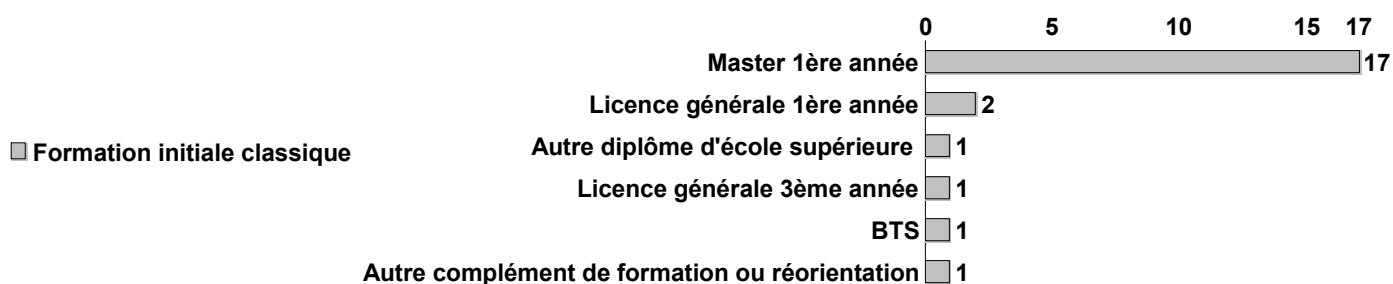 0 5 10 15 17
Master 1ère année 17
Licence générale 1ère année 2
Autre diplôme d'école supérieure 1
Formation initiale classique
Licence générale 3ème année 1
BTS 1
Autre complément de formation ou réorientation 1